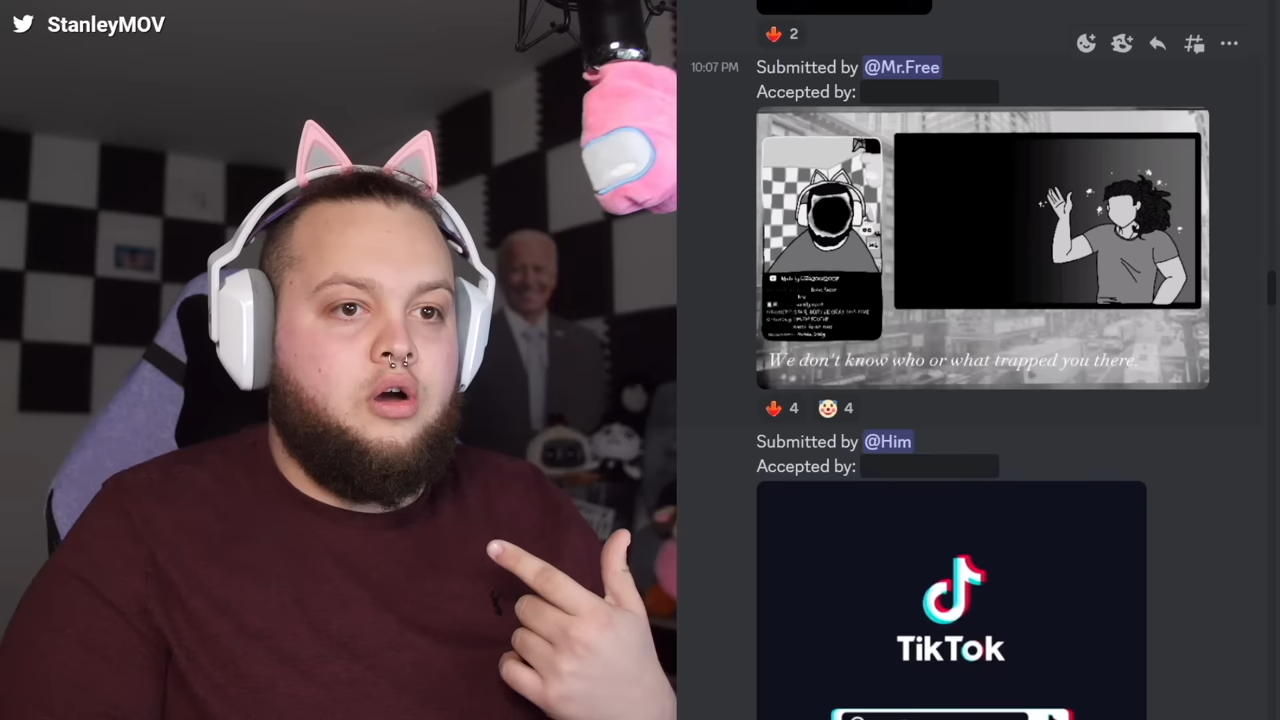 StanleyMOV
2
10:07 PM
Submitted by @Mr.Free
Accepted by:
We don't know who or what trapped you there.
4
4
Submitted by @Him
Accepted by:
TikTok